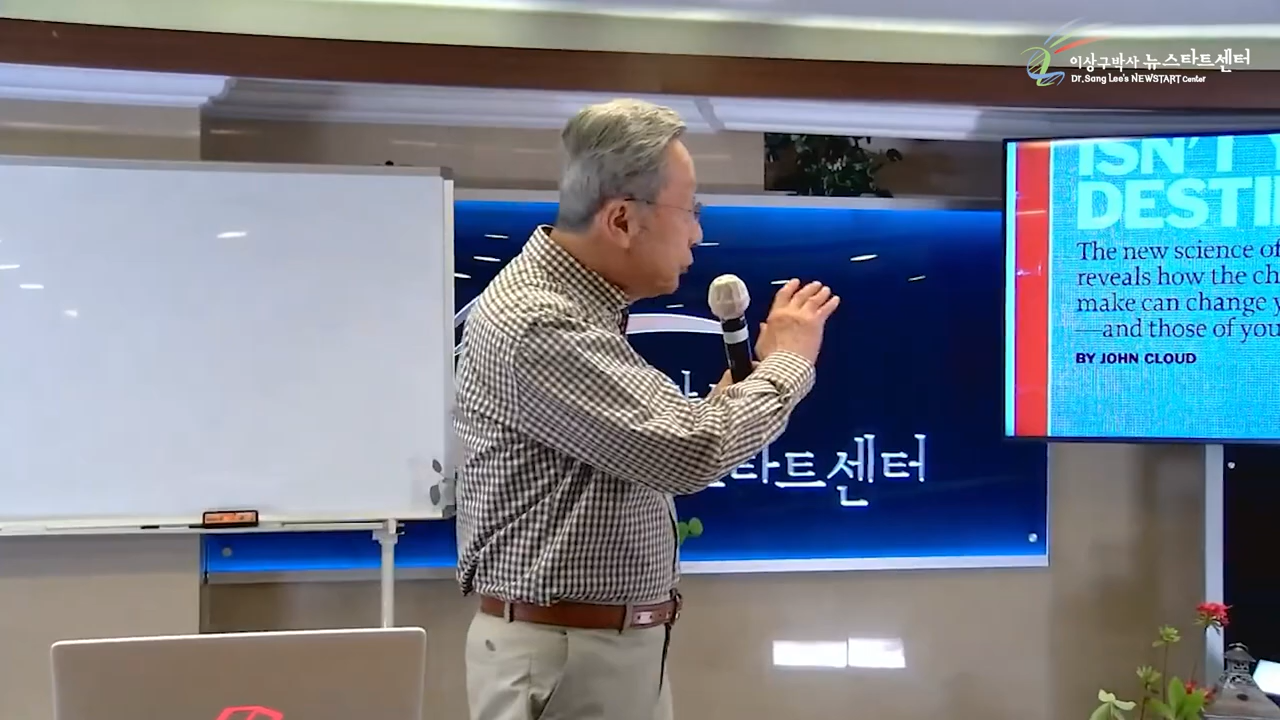 이상구박사 뉴스타트센터
Dr. Sang Lee's NEWSTART Center
ISN'T Y
DESTI
The new science of
reveals how the ch
make can change y
—and those of you
BY JOHN CLOUD
타트센터